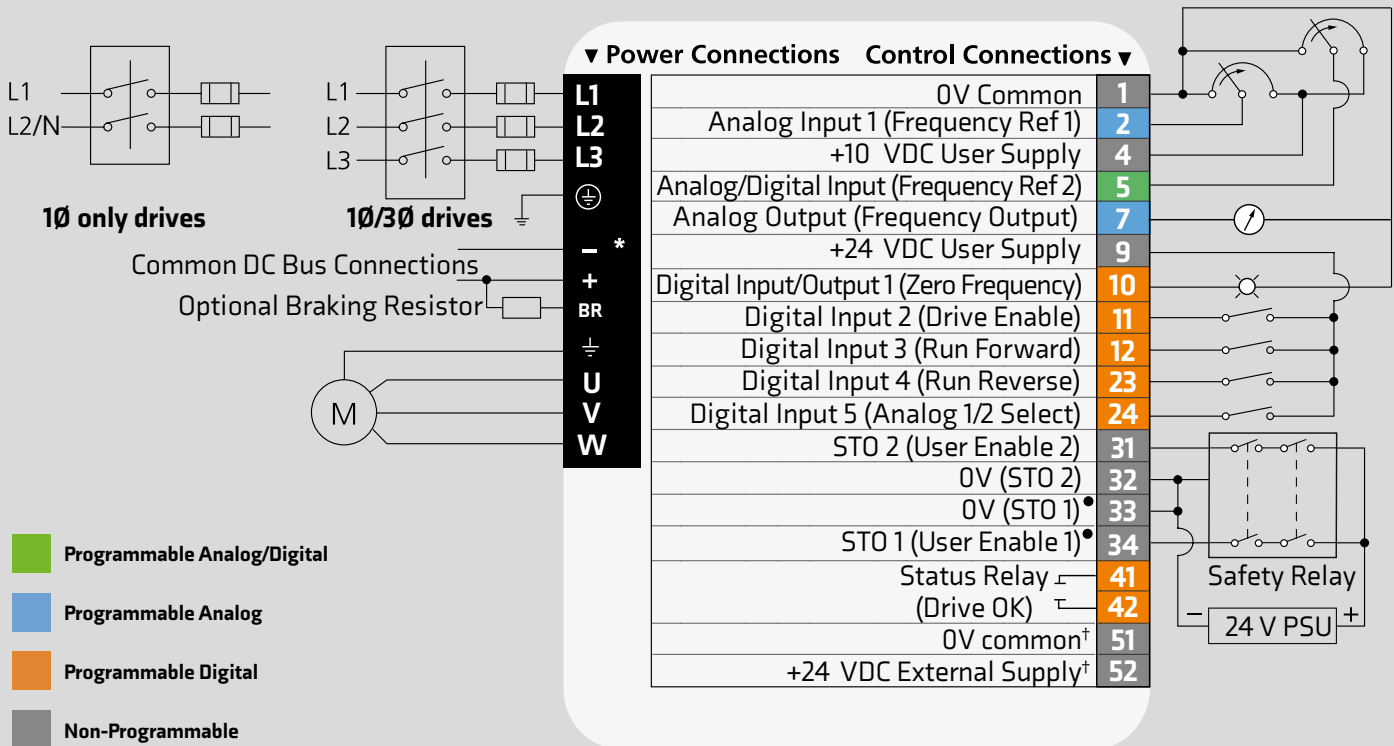 ▼ Power Connections Control Connections ▼
L1
L2/N
1Ø only drives
L1
L2
L3
1Ø/3Ø drives
L1
L2
L3
– *
Common DC Bus Connections
+
Optional Braking Resistor
BR
U
V
W
M
0V Common 1
Analog Input 1 (Frequency Ref 1) 2
+10 VDC User Supply 4
Analog/Digital Input (Frequency Ref 2) 5
Analog Output (Frequency Output) 7
+24 VDC User Supply 9
Digital Input/Output 1 (Zero Frequency) 10
Digital Input 2 (Drive Enable) 11
Digital Input 3 (Run Forward) 12
Digital Input 4 (Run Reverse) 23
Digital Input 5 (Analog 1/2 Select) 24
STO 2 (User Enable 2) 31
0V (STO 2) 32
0V (STO 1)● 33
STO 1 (User Enable 1)● 34
Status Relay 41
(Drive OK) 42
0V common† 51
+24 VDC External Supply† 52
Safety Relay
– 24 V PSU +
Programmable Analog/Digital
Programmable Analog
Programmable Digital
Non-Programmable